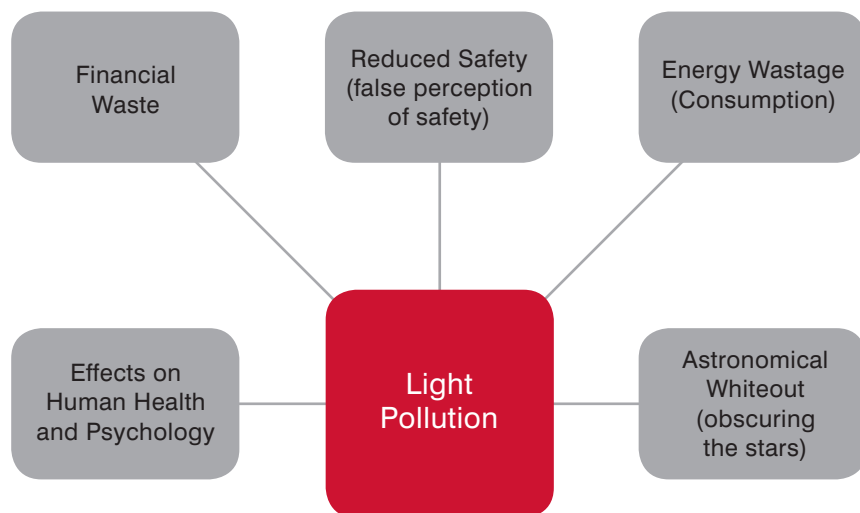 Financial
Waste
Reduced Safety
(false perception
of safety)
Energy Wastage
(Consumption)
Effects on
Human Health
and Psychology
Light
Pollution
Astronomical
Whiteout
(obscuring
the stars)